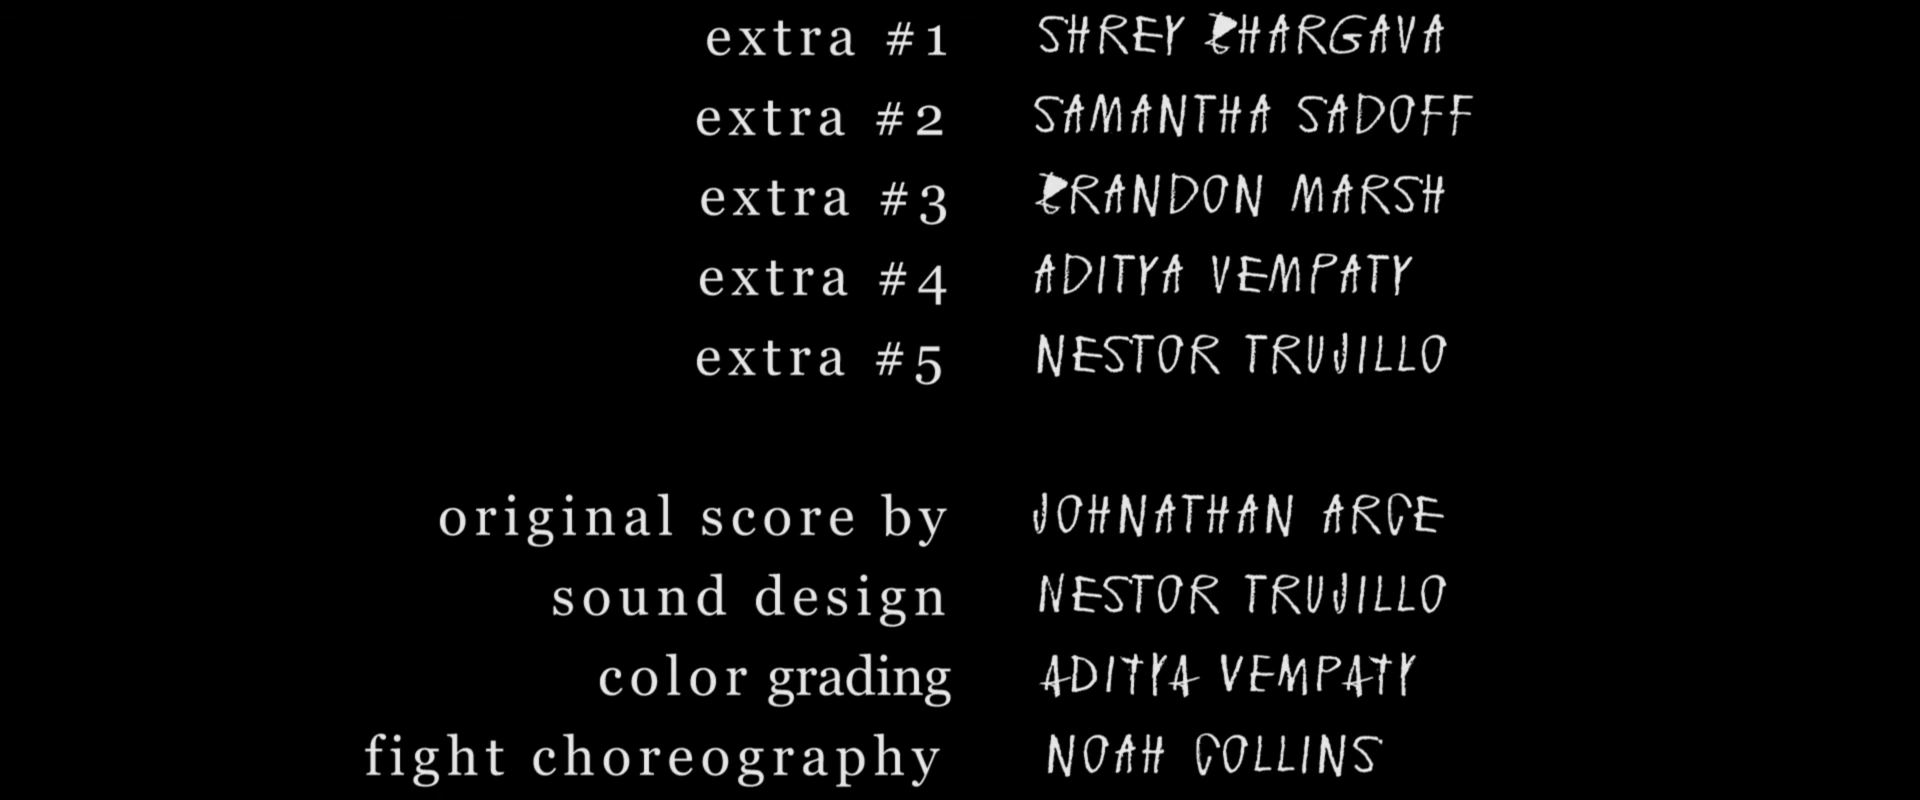 extra #1 SHREY BHARGAVA
extra #2 SAMANTHA SADOFF
extra #3 BRANDON MARSH
extra #4 ADITYA VEMPATY
extra #5 NESTOR TRUJILLO
original score by JOHNATHAN ARCE
sound design NESTOR TRUJILLO
color grading ADITYA VEMPATY
fight choreography NOAH COLLINS